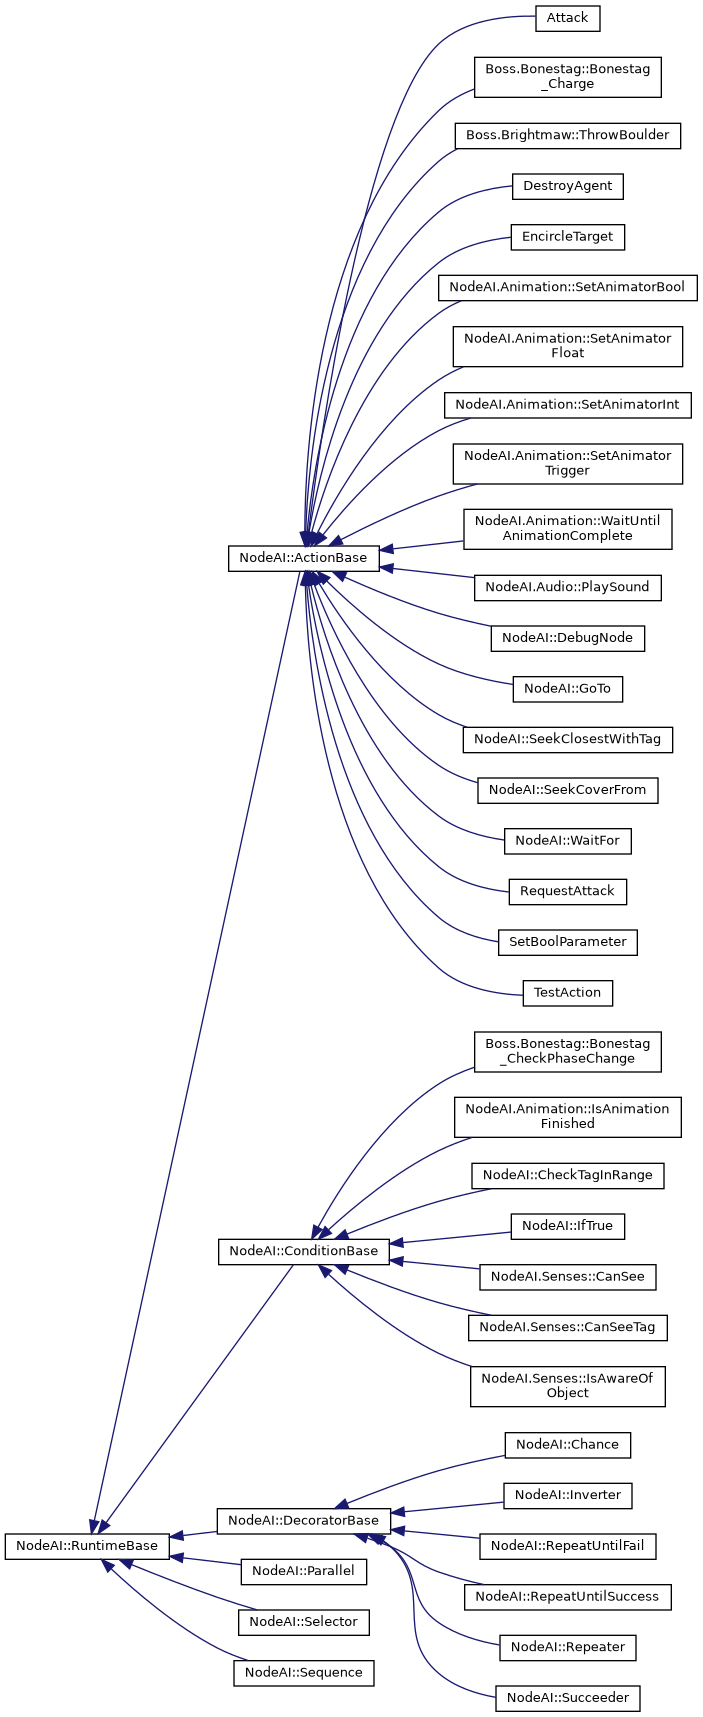 Attack
Boss.Bonestag::Bonestag
_Charge
Boss.Brightmaw::ThrowBoulder
DestroyAgent
EncircleTarget
NodeAI.Animation::SetAnimatorBool
NodeAI.Animation::SetAnimator
Float
NodeAI.Animation::SetAnimatorInt
NodeAI.Animation::SetAnimator
Trigger
NodeAI.Animation::WaitUntil
AnimationComplete
NodeAI::ActionBase
NodeAI.Audio::PlaySound
NodeAI::DebugNode
NodeAI::GoTo
NodeAI::SeekClosestWithTag
NodeAI::SeekCoverFrom
NodeAI::WaitFor
RequestAttack
SetBoolParameter
TestAction
Boss.Bonestag::Bonestag
_CheckPhaseChange
NodeAI.Animation::IsAnimation
Finished
NodeAI::CheckTagInRange
NodeAI::IfTrue
NodeAI::ConditionBase
NodeAI.Senses::CanSee
NodeAI.Senses::CanSeeTag
NodeAI.Senses::IsAwareOf
Object
NodeAI::Chance
NodeAI::Inverter
NodeAI::DecoratorBase
NodeAI::RuntimeBase
NodeAI::RepeatUntilFail
NodeAI::Parallel
NodeAI::RepeatUntilSuccess
NodeAI::Selector
NodeAI::Repeater
NodeAI::Sequence
NodeAI::Succeeder